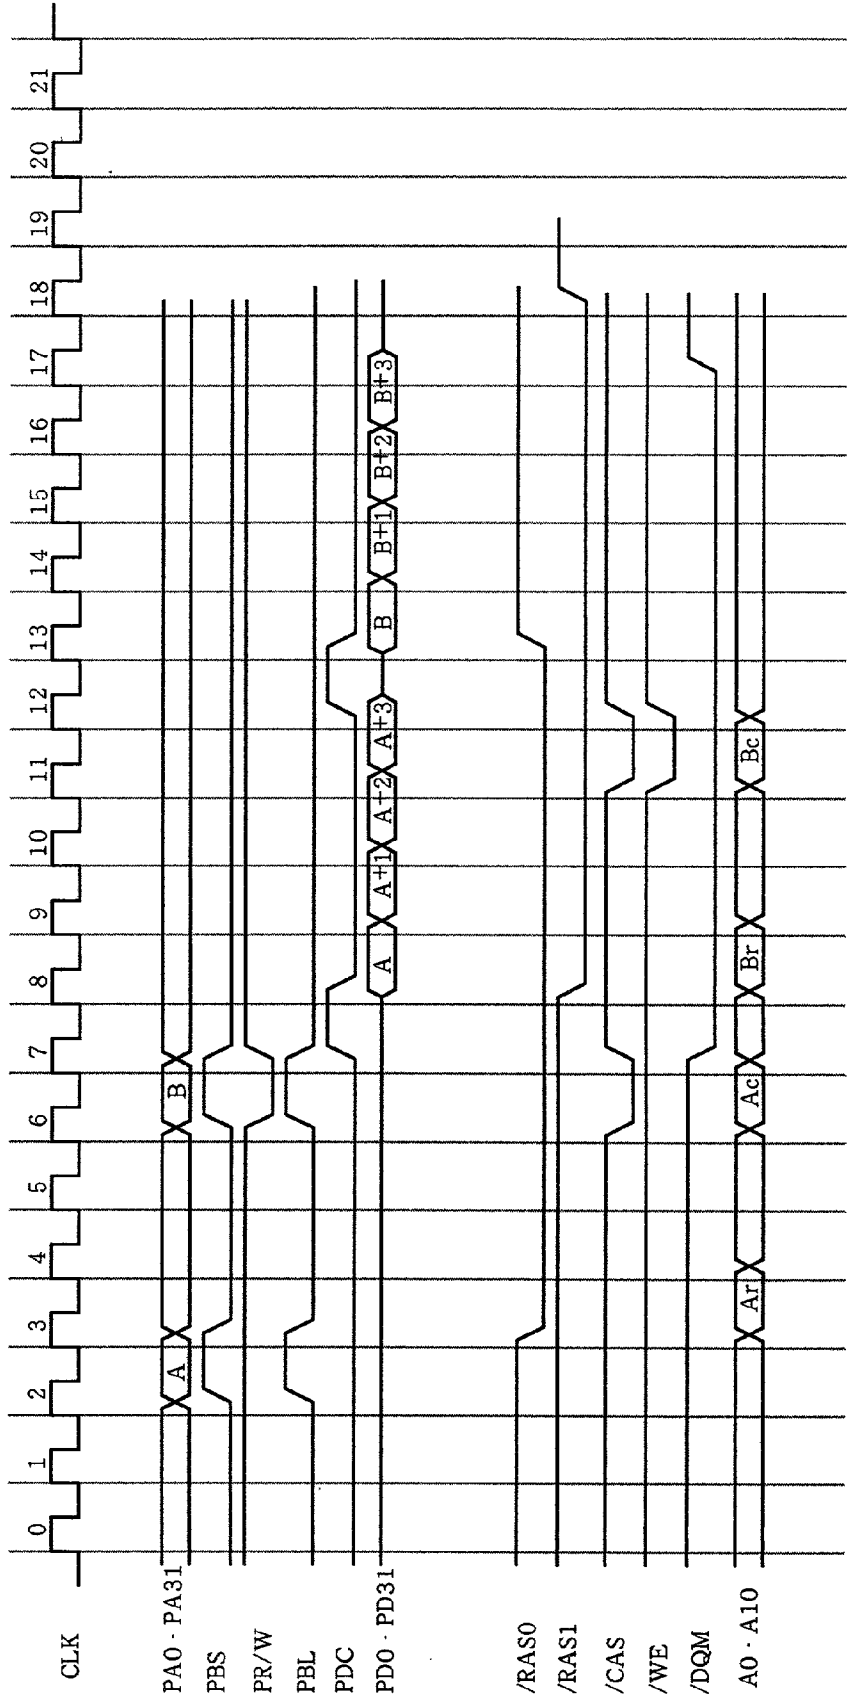 CLK 0 1 2 3 4 5 6 7 8 9 10 11 12 13 14 15 16 17 18 19 20 21
PA0 - PA31 A B
PBS
PR/W
PBL
PDC
PD0 - PD31 A A+1 A+2 A+3 B B+1 B+2 B+3
/RAS0
/RAS1
/CAS
/WE
/DQM
A0 - A10 Ar Ac Br Bc